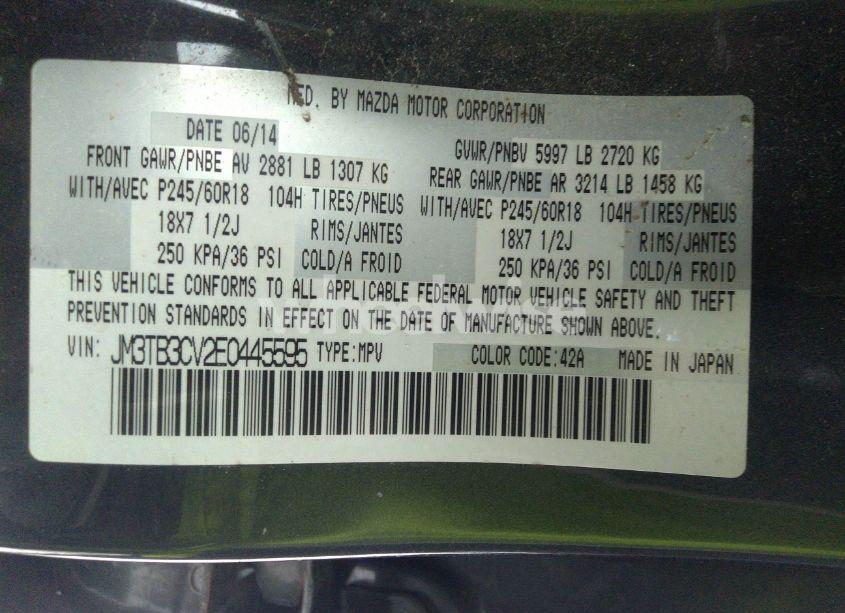 MFD. BY MAZDA MOTOR CORPORATION
DATE 06/14
GVWR/PNBV 5997 LB 2720 KG
FRONT GAWR/PNBE AV 2881 LB 1307 KG
REAR GAWR/PNBE AR 3214 LB 1458 KG
WITH/AVEC P245/60R18 104H TIRES/PNEUS
WITH/AVEC P245/60R18 104H TIRES/PNEUS
18X7 1/2J RIMS/JANTES
18X7 1/2J RIMS/JANTES
250 KPA/36 PSI COLD/A FROID
250 KPA/36 PSI COLD/A FROID
THIS VEHICLE CONFORMS TO ALL APPLICABLE FEDERAL MOTOR VEHICLE SAFETY AND THEFT
PREVENTION STANDARDS IN EFFECT ON THE DATE OF MANUFACTURE SHOWN ABOVE.
VIN: JM3TB3CV2E0445595 TYPE:MPV COLOR CODE:42A MADE IN JAPAN